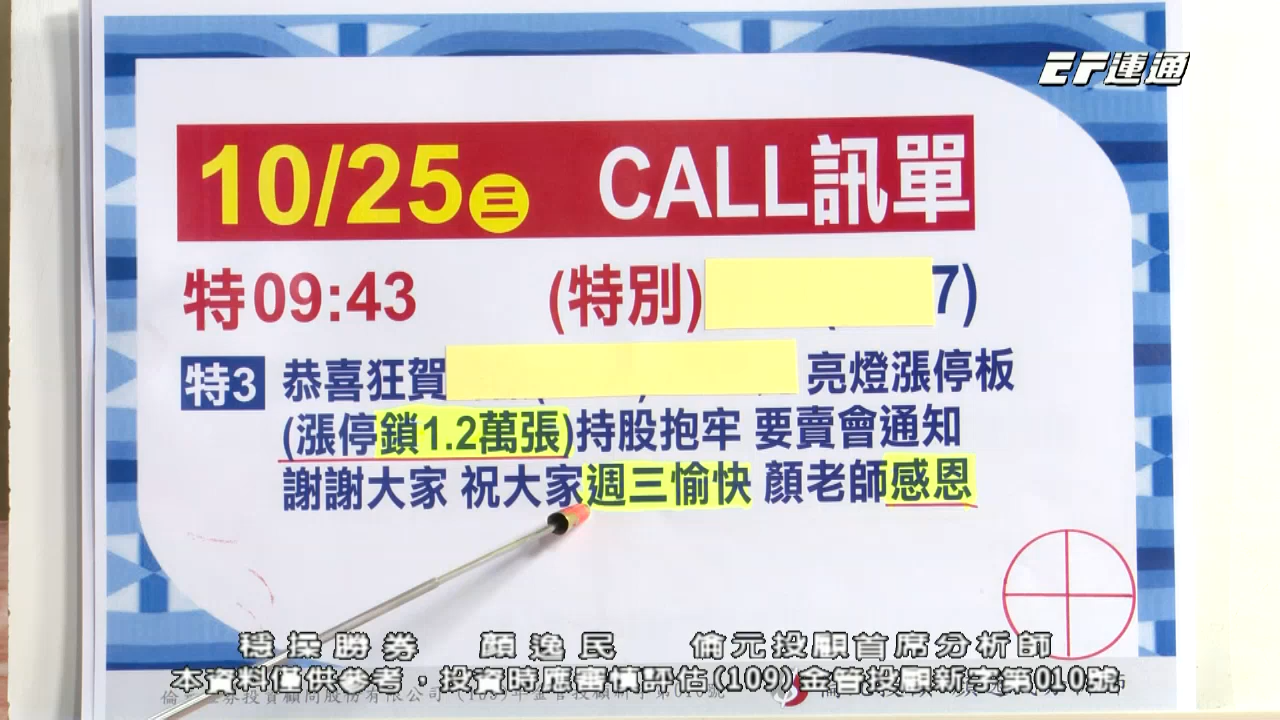 EF運通
10/25三 CALL訊單
特09:43 (特別) 7)
特3 恭喜狂賀 亮燈漲停板
(漲停鎖1.2萬張)持股抱牢 要賣會通知
謝謝大家 祝大家週三愉快 顏老師感恩
穩操勝券 顏逸民 倫元投顧首席分析師
本資料僅供參考，投資時應審慎評估(109)金管投顧新字第010號